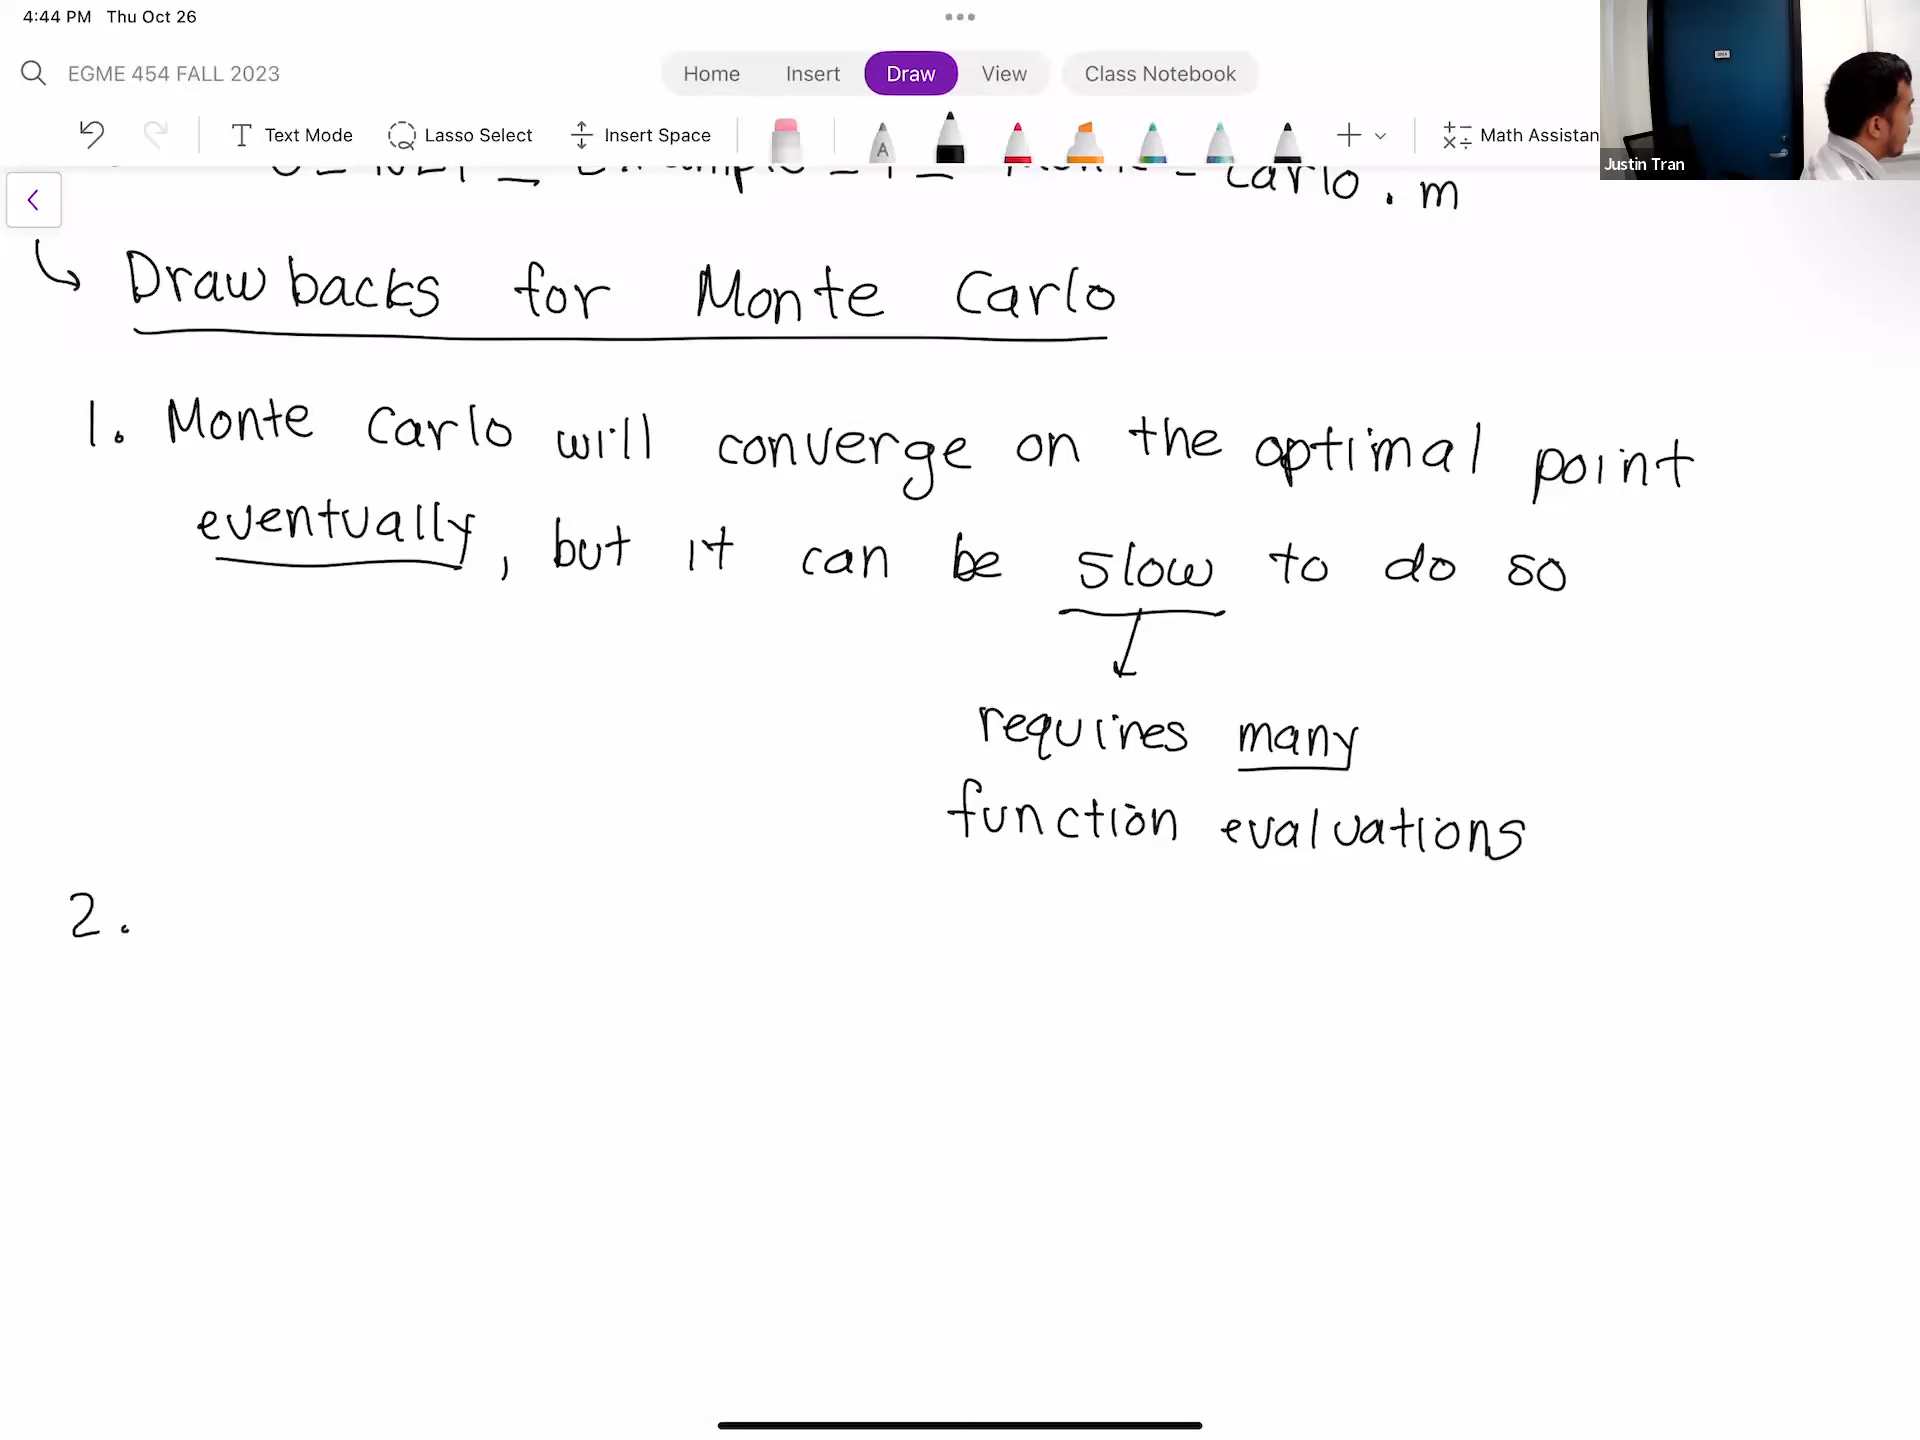 4:44 PM Thu Oct 26
EGME 454 FALL 2023
Home Insert Draw View Class Notebook
Text Mode Lasso Select Insert Space Math Assistan
Justin Tran
Carlo.m
Drawbacks for Monte Carlo
1. Monte Carlo will converge on the optimal point
eventually, but it can be slow to do so
requires many
function evaluations
2.